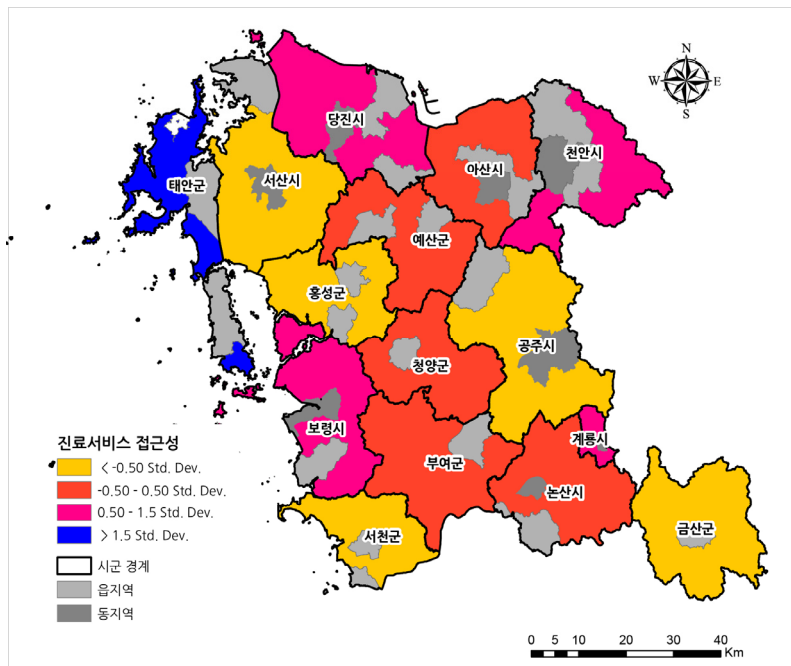 N
W E
S
당진시
천안시
아산시
태안군
서산시
예산군
홍성군
공주시
청양군
보령시
계룡시
부여군
논산시
서천군
금산군
진료서비스 접근성
< -0.50 Std. Dev.
-0.50 - 0.50 Std. Dev.
0.50 - 1.5 Std. Dev.
> 1.5 Std. Dev.
시군 경계
읍지역
동지역
0 5 10 20 30 40
Km